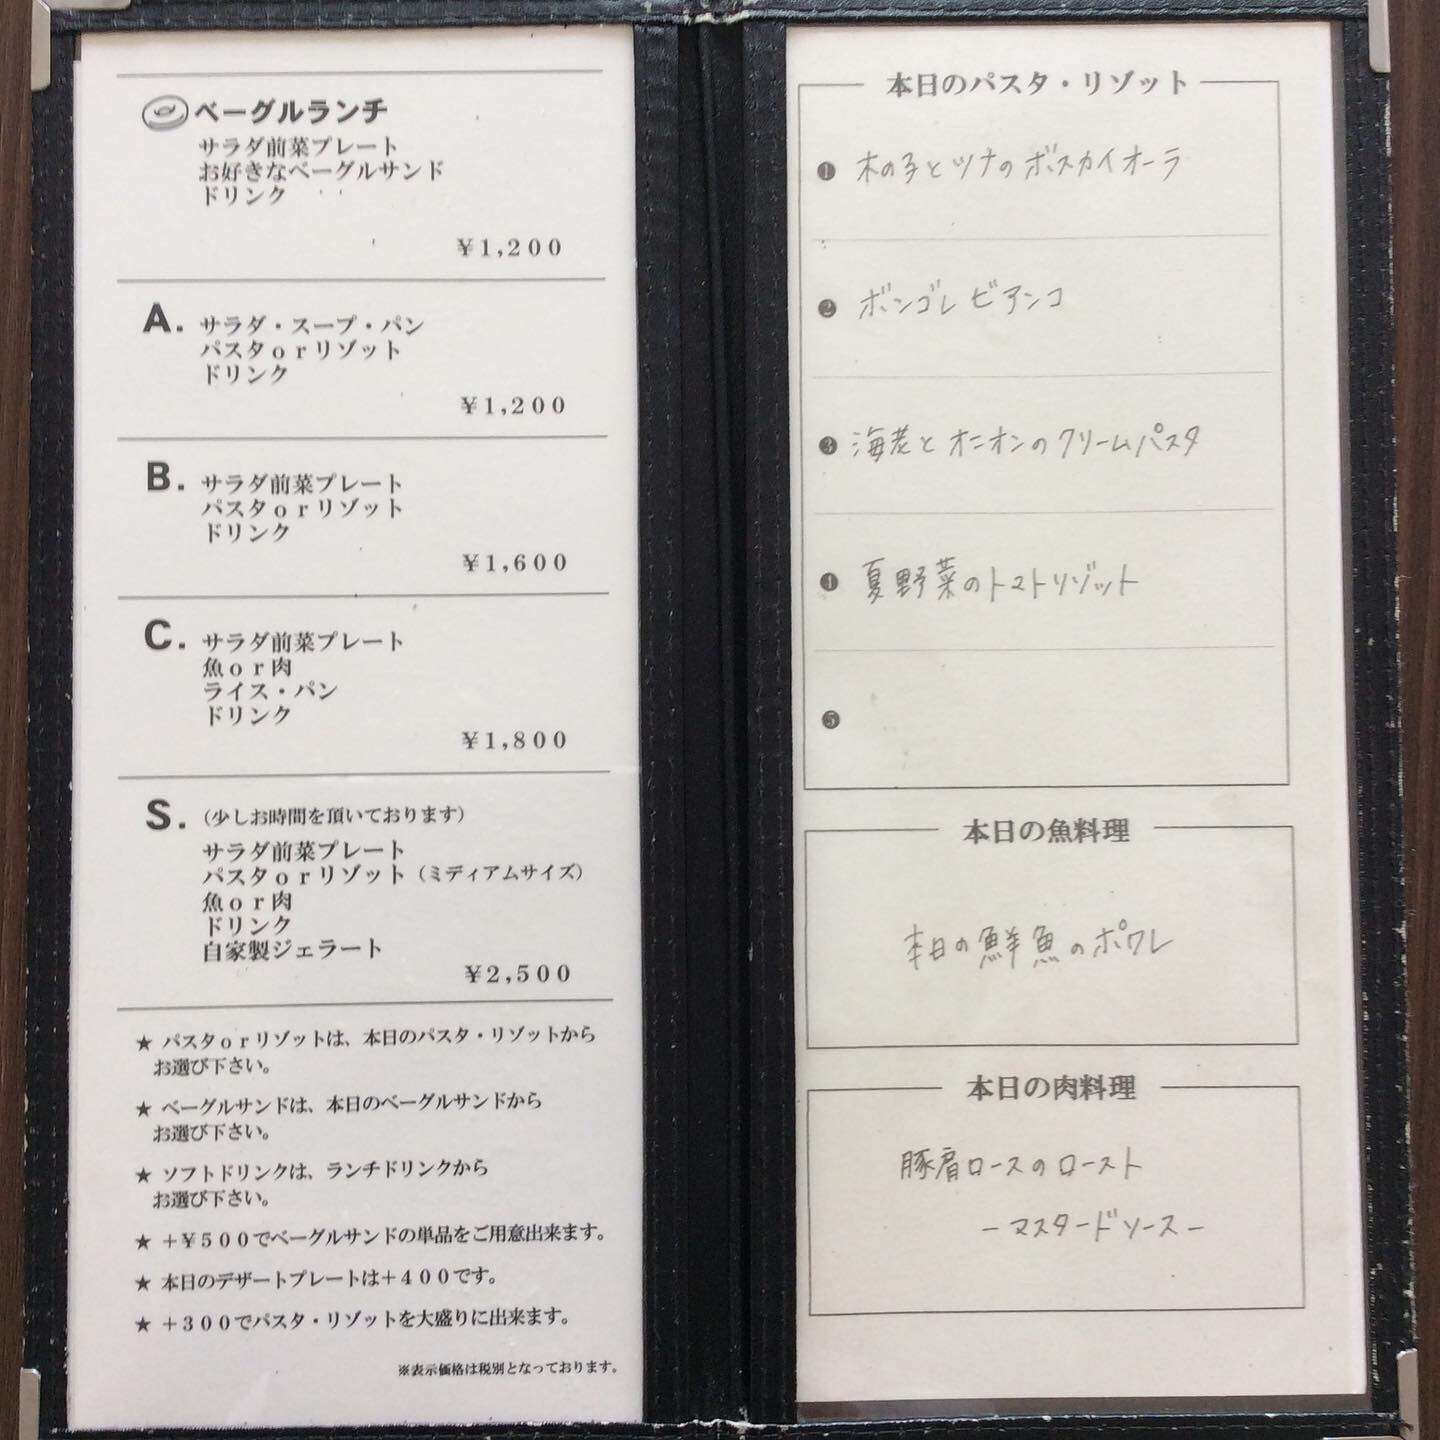 ベーグルランチ
サラダ前菜プレート
お好きなベーグルサンド
ドリンク
¥1,200
A. サラダ・スープ・パン
パスタorリゾット
ドリンク
¥1,200
B. サラダ前菜プレート
パスタorリゾット
ドリンク
¥1,600
C. サラダ前菜プレート
魚or肉
ライス・パン
ドリンク
¥1,800
S. (少しお時間を頂いております)
サラダ前菜プレート
パスタorリゾット(ミディアムサイズ)
魚or肉
ドリンク
自家製ジェラート
¥2,500
★ パスタorリゾットは、本日のパスタ・リゾットから
お選び下さい。
★ ベーグルサンドは、本日のベーグルサンドから
お選び下さい。
★ ソフトドリンクは、ランチドリンクから
お選び下さい。
★ +¥500でベーグルサンドの単品をご用意出来ます。
★ 本日のデザートプレートは+400です。
★ +300でパスタ・リゾットを大盛りに出来ます。
※表示価格は税別となっております。
本日のパスタ・リゾット
❶ 木の子とツナのボスカイオーラ
❷ ボンゴレ ビアンコ
❸ 海老とオニオンのクリームパスタ
❹ 夏野菜のトマトリゾット
❺
本日の魚料理
本日の鮮魚のポワレ
本日の肉料理
豚肩ロースのロースト
-マスタードソース-